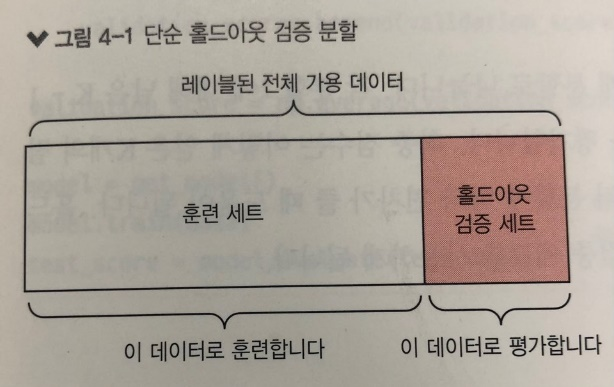 그림 4-1 단순 홀드아웃 검증 분할
레이블된 전체 가용 데이터
훈련 세트
홀드아웃
검증 세트
이 데이터로 훈련합니다
이 데이터로 평가합니다